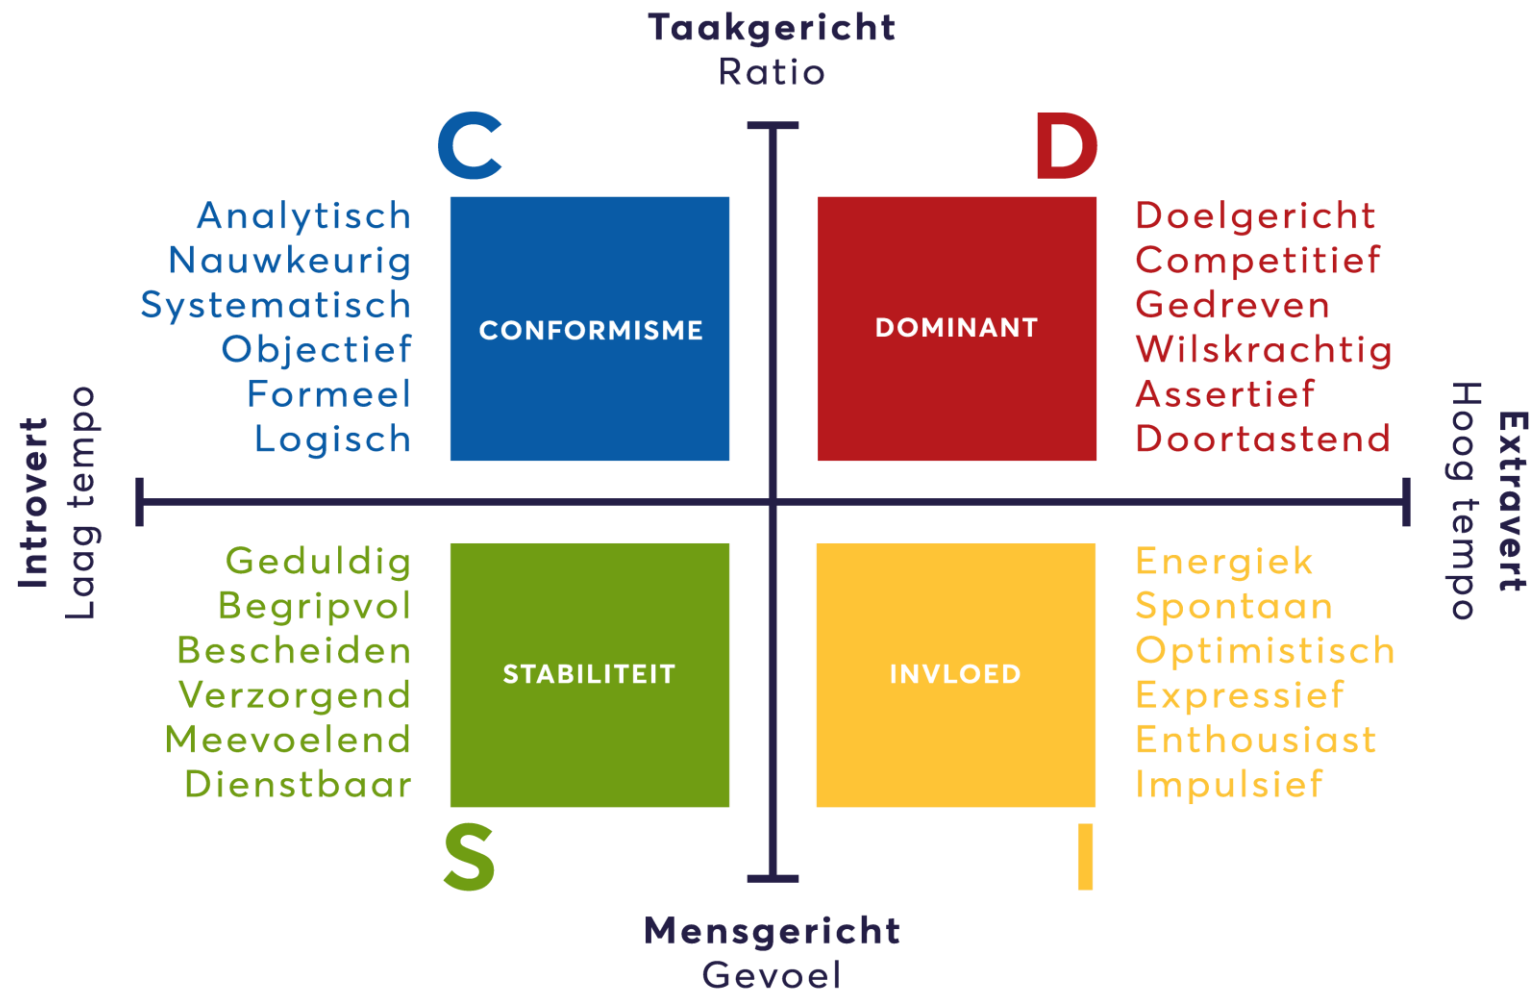 Taakgericht
Ratio
C
Analytisch
Nauwkeurig
Systematisch
Objectief
Formeel
Logisch
CONFORMISME
D
DOMINANT
Doelgericht
Competitief
Gedreven
Wilskrachtig
Assertief
Doortastend
Introvert
Laag tempo
Extravert
Hoog tempo
Geduldig
Begripvol
Bescheiden
Verzorgend
Meevoelend
Dienstbaar
STABILITEIT
S
INVLOED
Energiek
Spontaan
Optimistisch
Expressief
Enthousiast
Impulsief
I
Mensgericht
Gevoel